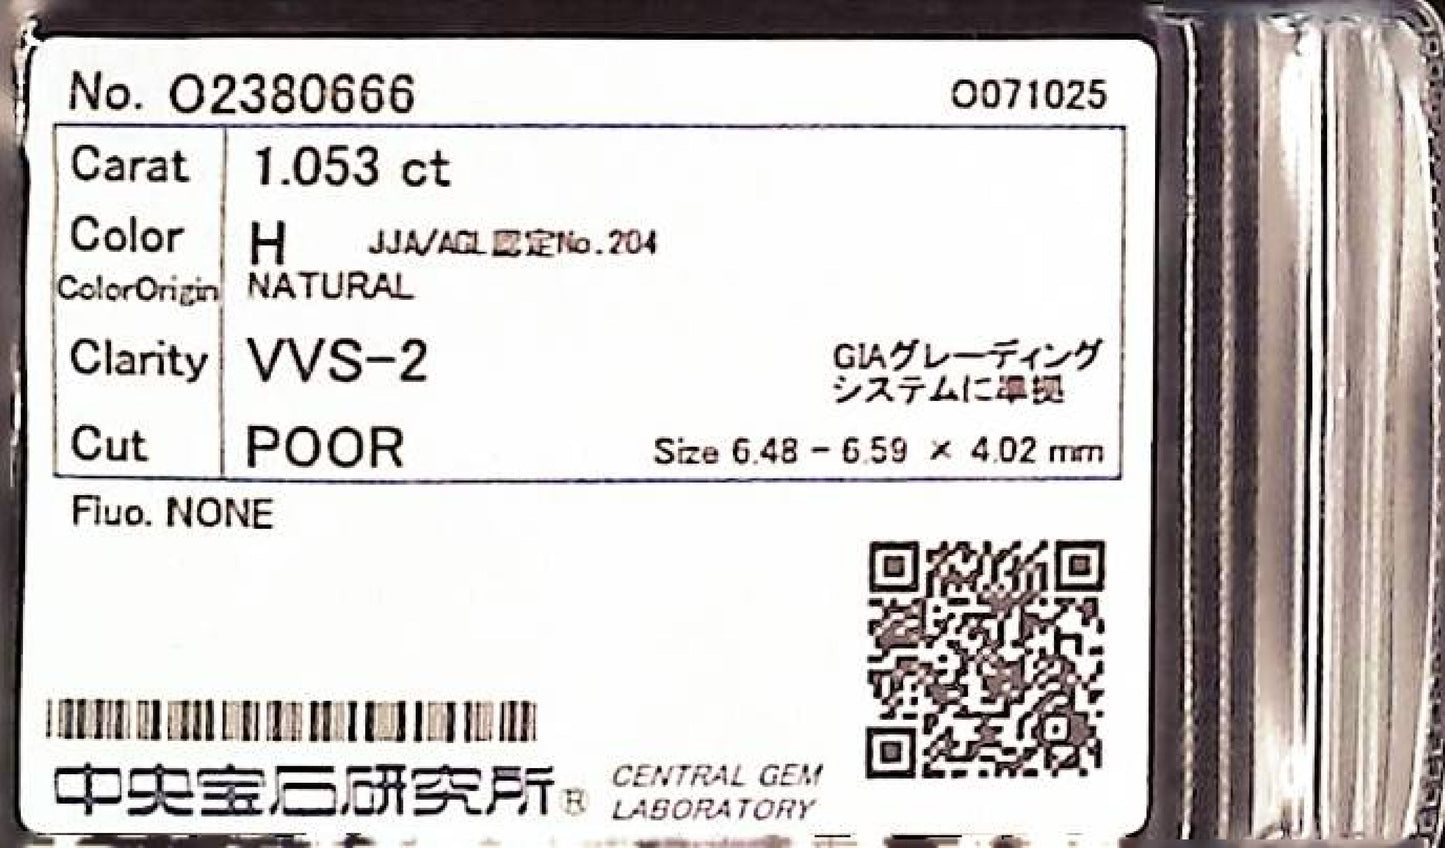 No. O2380666 O071025
Carat 1.053 ct
Color H JJA/AGL認定No.204
ColorOrigin NATURAL
Clarity VVS-2 GIAグレーディング
システムに準拠
Cut POOR Size 6.48 - 6.59 × 4.02 mm
Fluo. NONE
中央宝石研究所® CENTRAL GEM
LABORATORY